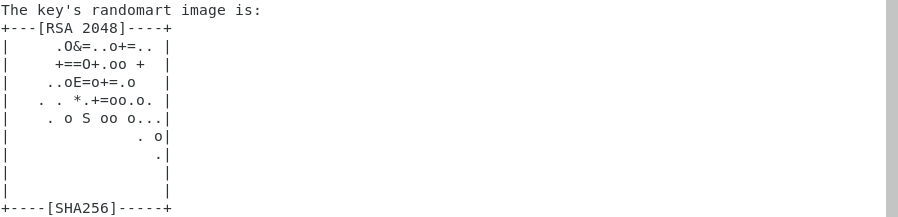 The key's randomart image is:
+---[RSA 2048]----+
|     .O&=..o+=.. |
|     +==O+.oo +  |
|    ..oE=o+=.o   |
|   . . *.+=oo.o. |
|    . o S oo o...|
|              . o|
|                .|
|                 |
|                 |
+----[SHA256]-----+